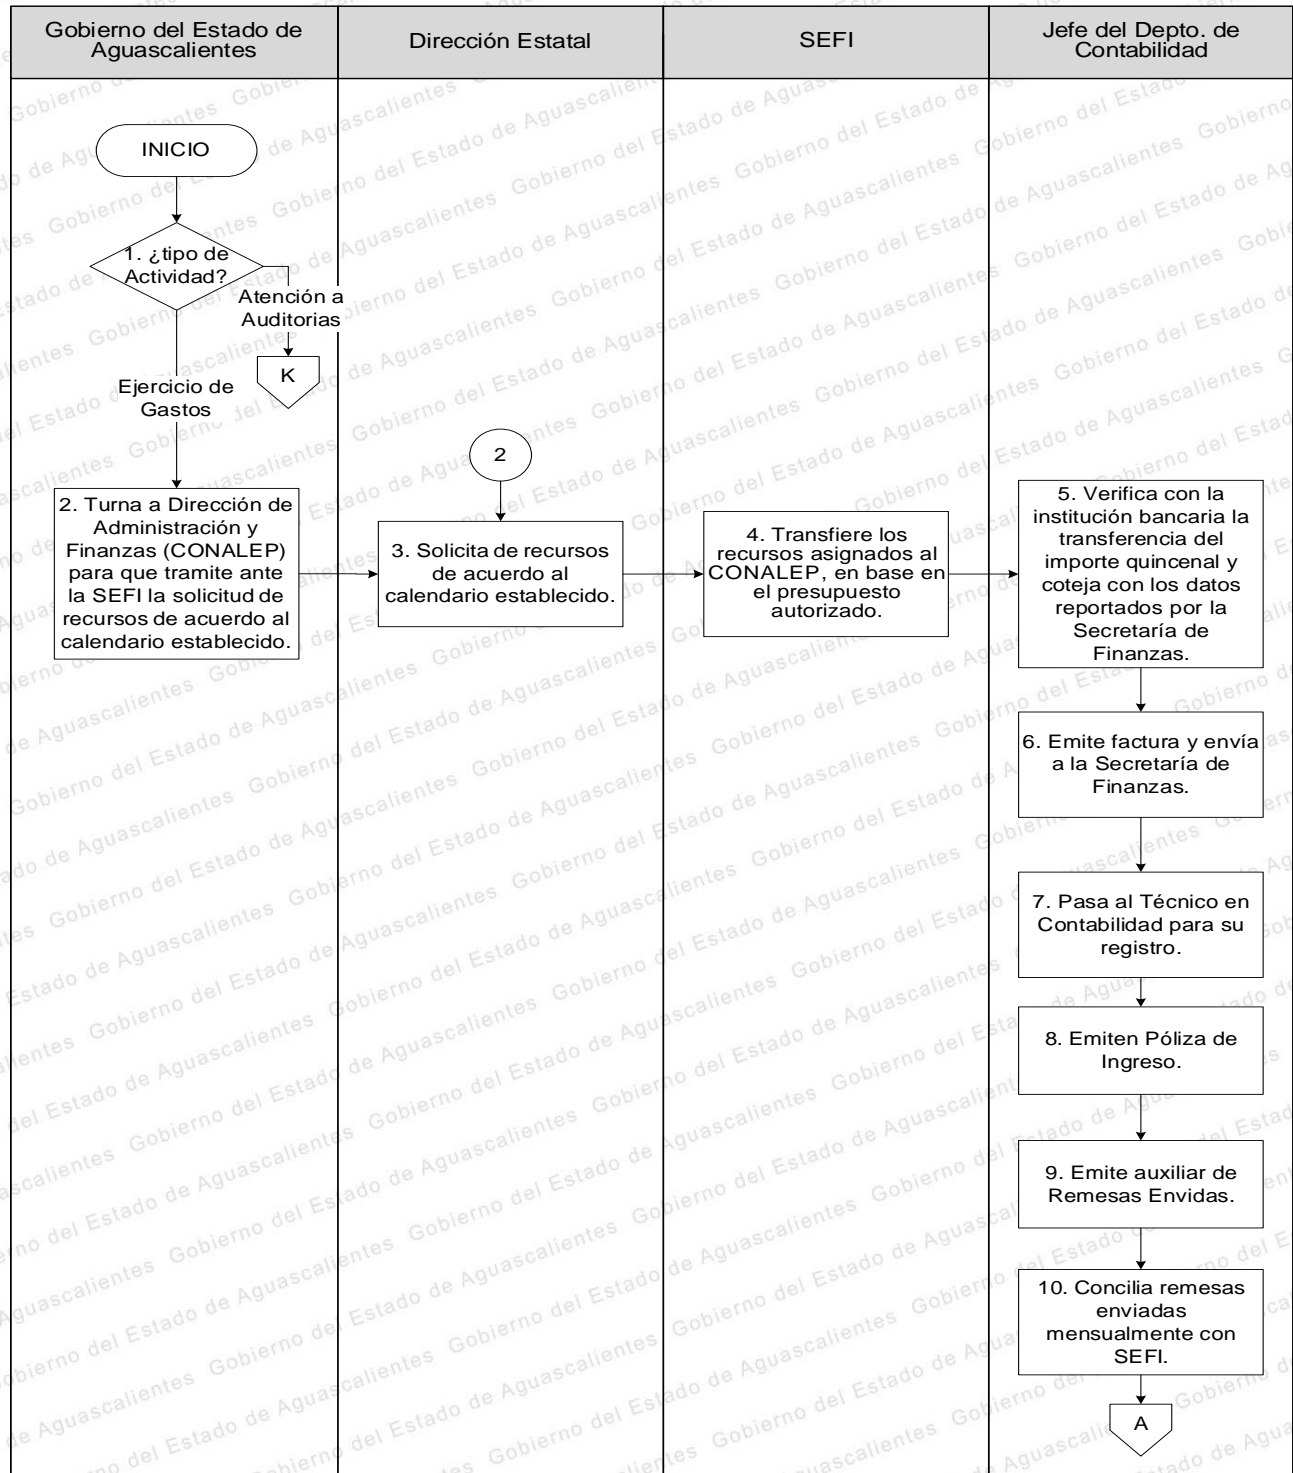 Gobierno del Estado de
Aguascalientes
Dirección Estatal
SEFI
Jefe del Depto. de
Contabilidad
INICIO
1. ¿tipo de
Actividad?
Atención a
Auditorias
K
Ejercicio de
Gastos
2. Turna a Dirección de
Administración y
Finanzas (CONALEP)
para que tramite ante
la SEFI la solicitud de
recursos de acuerdo al
calendario establecido.
2
3. Solicita de recursos
de acuerdo al
calendario establecido.
4. Transfiere los
recursos asignados al
CONALEP, en base en
el presupuesto
autorizado.
5. Verifica con la
institución bancaria la
transferencia del
importe quincenal y
coteja con los datos
reportados por la
Secretaría de
Finanzas.
6. Emite factura y envía
a la Secretaría de
Finanzas.
7. Pasa al Técnico en
Contabilidad para su
registro.
8. Emiten Póliza de
Ingreso.
9. Emite auxiliar de
Remesas Envidas.
10. Concilia remesas
enviadas
mensualmente con
SEFI.
A